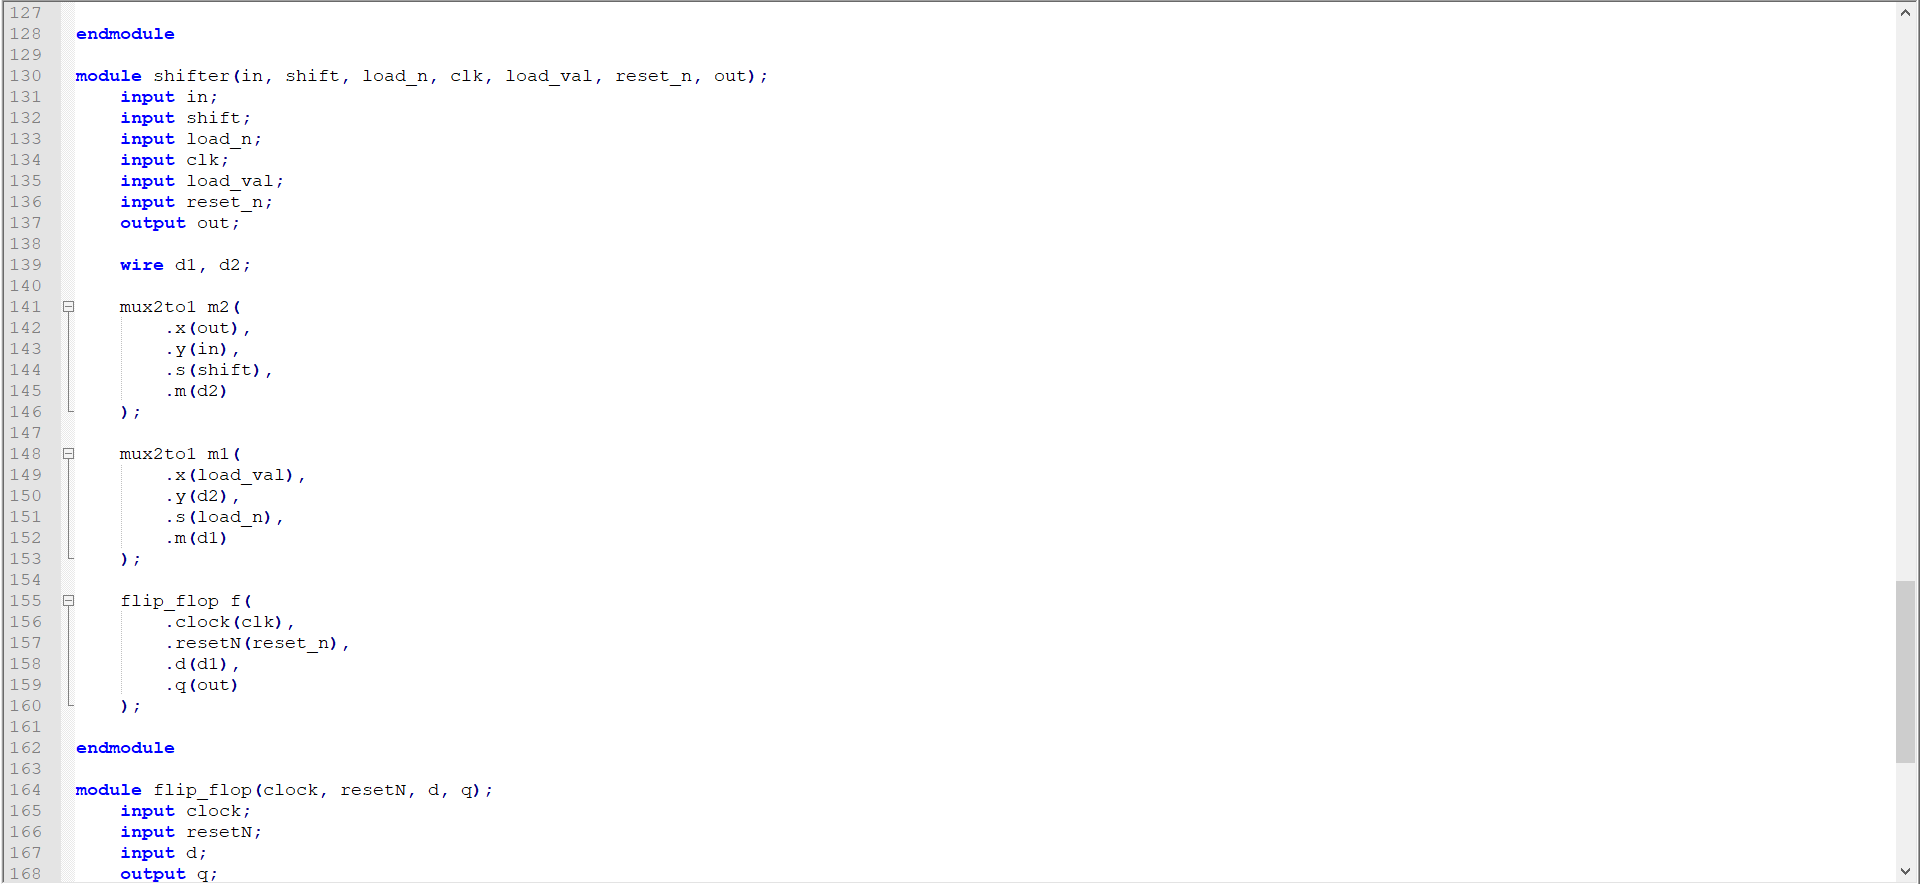 127
128 endmodule
129
130 module shifter(in, shift, load_n, clk, load_val, reset_n, out);
131     input in;
132     input shift;
133     input load_n;
134     input clk;
135     input load_val;
136     input reset_n;
137     output out;
138
139     wire d1, d2;
140
141     mux2to1 m2(
142         .x(out),
143         .y(in),
144         .s(shift),
145         .m(d2)
146     );
147
148     mux2to1 m1(
149         .x(load_val),
150         .y(d2),
151         .s(load_n),
152         .m(d1)
153     );
154
155     flip_flop f(
156         .clock(clk),
157         .resetN(reset_n),
158         .d(d1),
159         .q(out)
160     );
161
162 endmodule
163
164 module flip_flop(clock, resetN, d, q);
165     input clock;
166     input resetN;
167     input d;
168     output q;